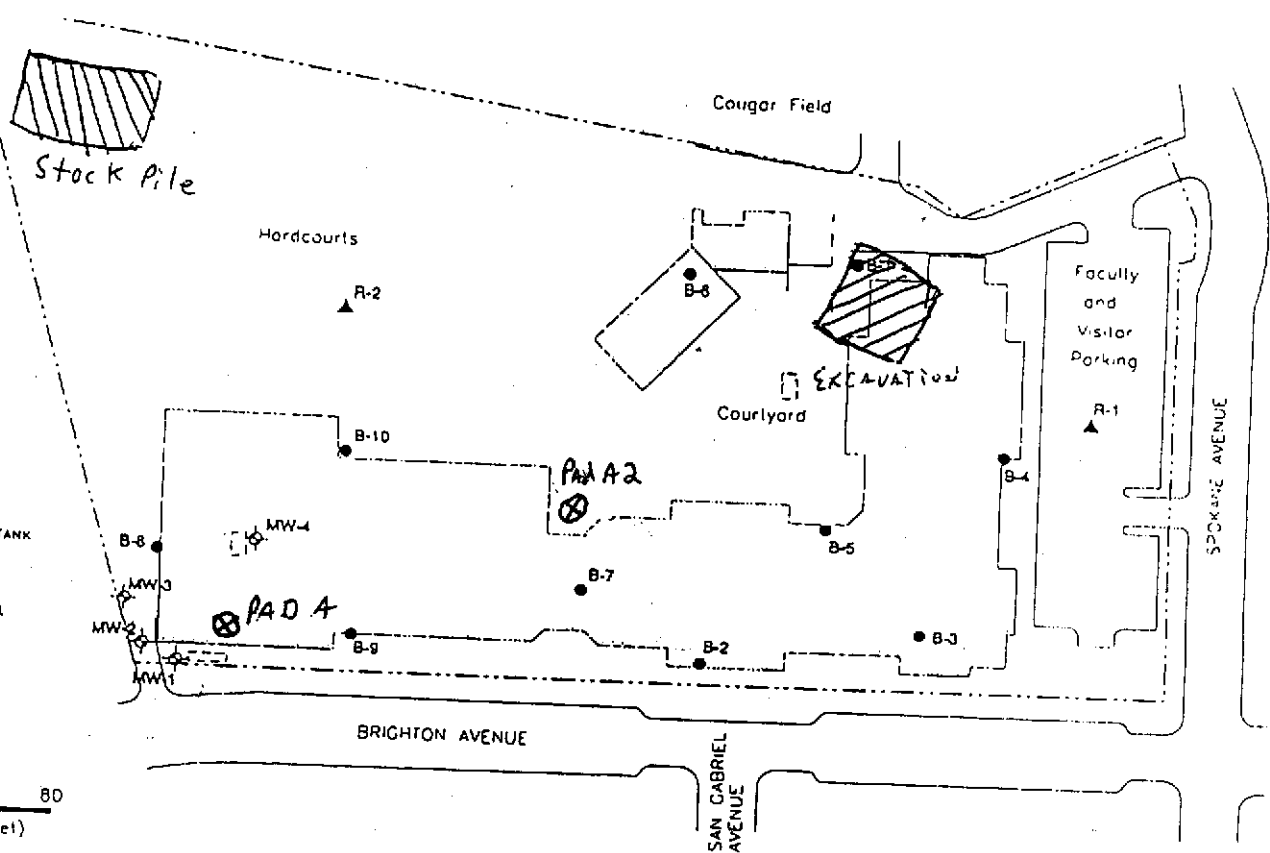 Cougar Field
Stock Pile
Hardcourts
R-2
B-6
Faculty
and
Visitor
Parking
EXCAVATION
Courtyard
R-1
SPOKANE AVENUE
B-10
PAD A2
B-4
TANK
B-8
MW-4
B-5
MW-3
B-7
PAD A
MW-2
B-9
B-2
B-3
MW-1
BRIGHTON AVENUE
SAN GABRIEL
AVENUE
80
et)